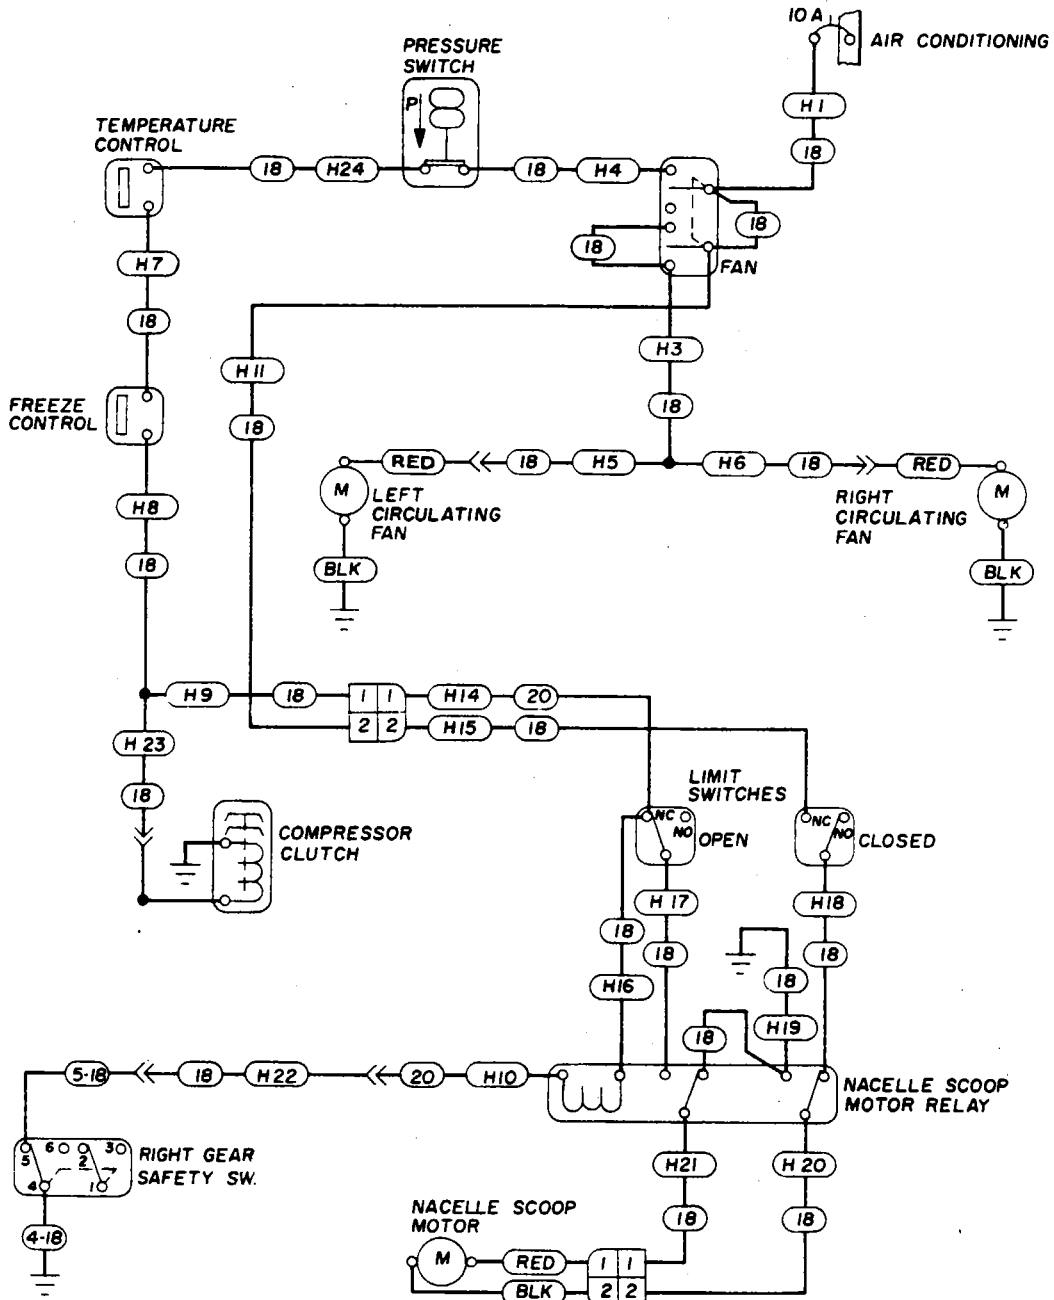 10 A
AIR CONDITIONING
PRESSURE
SWITCH
P
H1
TEMPERATURE
CONTROL
18
18
H24
18
H4
18
18
FAN
H7
18
H3
H11
18
FREEZE
CONTROL
18
RED
18
H5
H6
18
RED
M
LEFT
CIRCULATING
FAN
RIGHT
CIRCULATING
FAN
M
H8
18
BLK
BLK
H9
18
1 1
H14
20
2 2
H15
18
H23
18
LIMIT
SWITCHES
NC
NO
OPEN
NC
NO
CLOSED
COMPRESSOR
CLUTCH
H17
H18
18
18
18
18
H16
H19
18
5-18
18
H22
20
H10
NACELLE SCOOP
MOTOR RELAY
5
6
2
3
4
1
RIGHT GEAR
SAFETY SW.
H21
H20
4-18
18
18
NACELLE SCOOP
MOTOR
M
RED
1 1
BLK
2 2